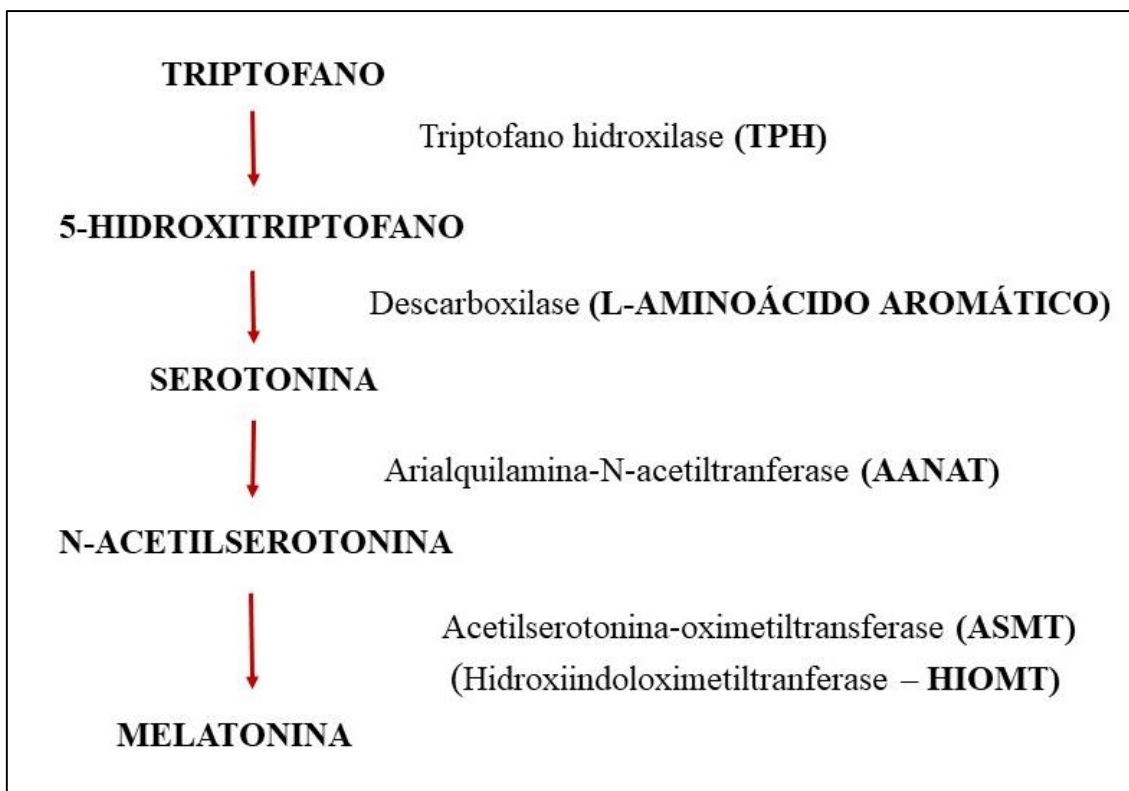 TRIPTOFANO
Triptofano hidroxilase (TPH)
5-HIDROXITRIPTOFANO
Descarboxilase (L-AMINOÁCIDO AROMÁTICO)
SEROTONINA
Arialquilamina-N-acetiltranferase (AANAT)
N-ACETILSEROTONINA
Acetilserotonina-oximetiltransferase (ASMT)
(Hidroxiindoloximetiltranferase – HIOMT)
MELATONINA